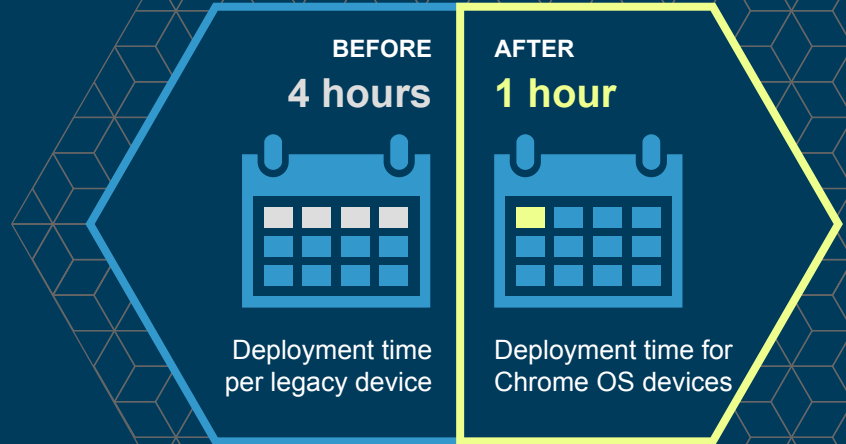 BEFORE
4 hours
Deployment time
per legacy device
AFTER
1 hour
Deployment time for
Chrome OS devices